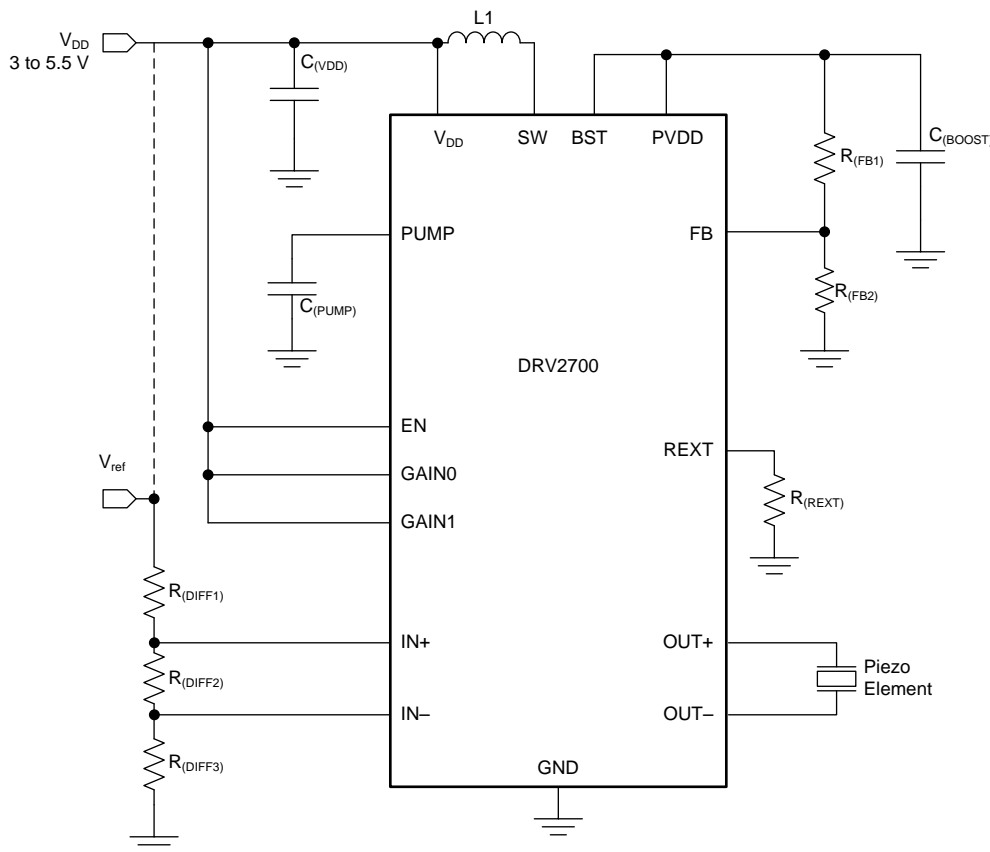 L1
V_DD
3 to 5.5 V
C_(VDD)
V_DD
SW
BST
PVDD
R_(FB1)
C_(BOOST)
PUMP
FB
C_(PUMP)
R_(FB2)
DRV2700
EN
REXT
V_ref
GAIN0
R_(REXT)
GAIN1
R_(DIFF1)
IN+
OUT+
R_(DIFF2)
Piezo
Element
IN–
OUT–
R_(DIFF3)
GND